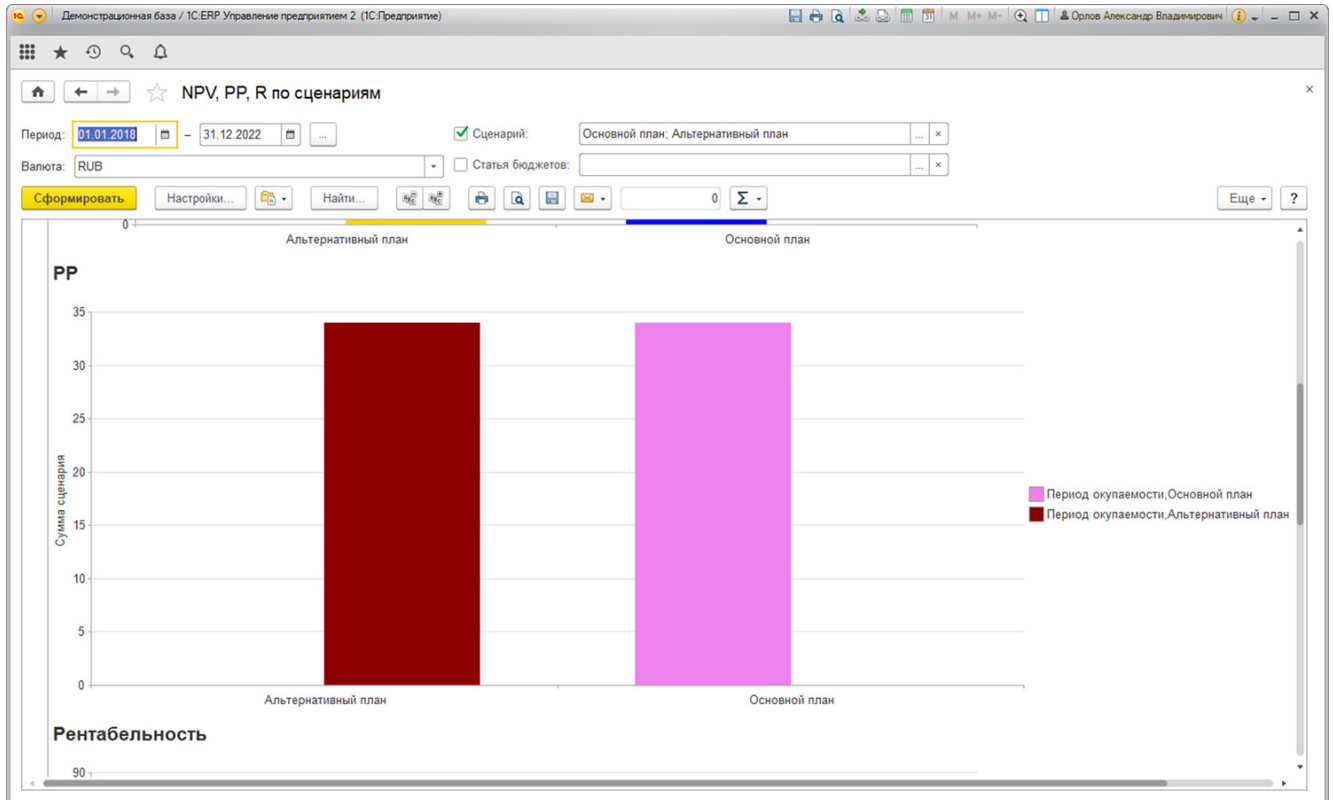 Демонстрационная база / 1С:ERP Управление предприятием 2 (1С:Предприятие)
M M+ M- Орлов Александр Владимирович
NPV, PP, R по сценариям
Период: 01.01.2018 – 31.12.2022 ... Сценарий: Основной план; Альтернативный план ... ×
Валюта: RUB Статья бюджетов: ... ×
Сформировать Настройки... Найти... 0 Σ Еще ?
0
Альтернативный план Основной план
PP
35
30
25
20
15
10
5
0
Сумма сценария
Период окупаемости,Основной план
Период окупаемости,Альтернативный план
Альтернативный план Основной план
Рентабельность
90